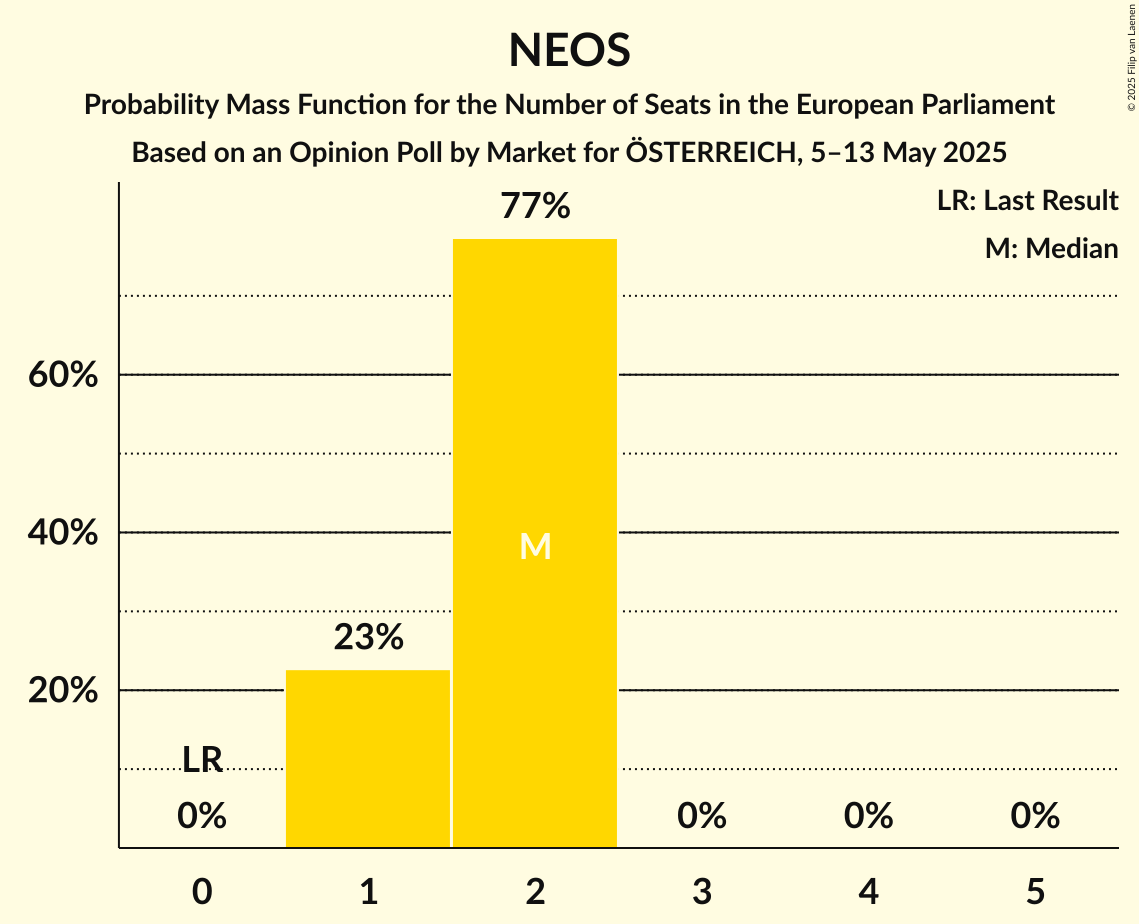 NEOS
Probability Mass Function for the Number of Seats in the European Parliament
Based on an Opinion Poll by Market for ÖSTERREICH, 5–13 May 2025
© 2025 Filip van Laenen
LR: Last Result
M: Median
77%
60%
40%
M
23%
20%
LR
0%
0%
0%
0%
0
1
2
3
4
5